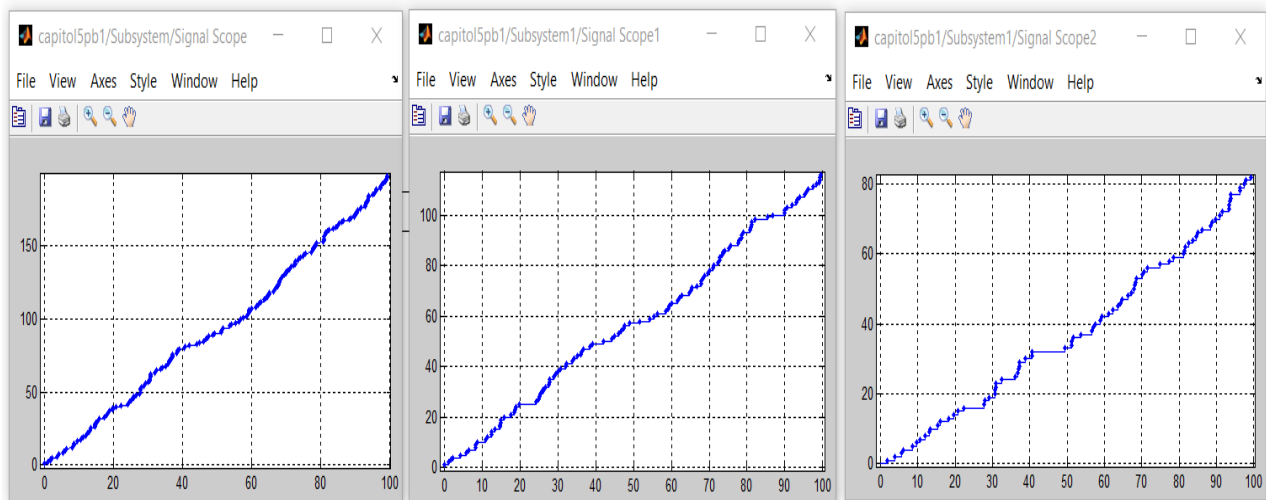 capitol5pb1/Subsystem/Signal Scope
File View Axes Style Window Help
150
100
50
0
0 20 40 60 80 100
capitol5pb1/Subsystem1/Signal Scope1
File View Axes Style Window Help
100
80
60
40
20
0
0 10 20 30 40 50 60 70 80 90 100
capitol5pb1/Subsystem1/Signal Scope2
File View Axes Style Window Help
80
60
40
20
0
0 10 20 30 40 50 60 70 80 90 100